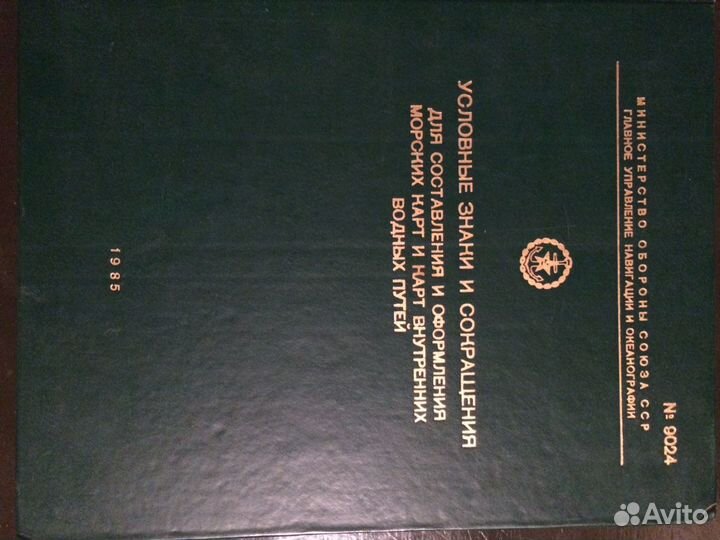 № 9024
МИНИСТЕРСТВО ОБОРОНЫ СОЮЗА ССР
ГЛАВНОЕ УПРАВЛЕНИЕ НАВИГАЦИИ И ОКЕАНОГРАФИИ
УСЛОВНЫЕ ЗНАКИ И СОКРАЩЕНИЯ
ДЛЯ СОСТАВЛЕНИЯ И ОФОРМЛЕНИЯ
МОРСКИХ КАРТ И КАРТ ВНУТРЕННИХ
ВОДНЫХ ПУТЕЙ
1985
Avito